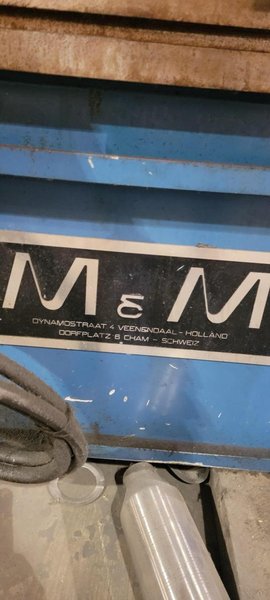 M & M
DYNAMOSTRAAT 4 VEENENDAAL - HOLLAND
DORFPLATZ 6 CHAM - SCHWEIZ